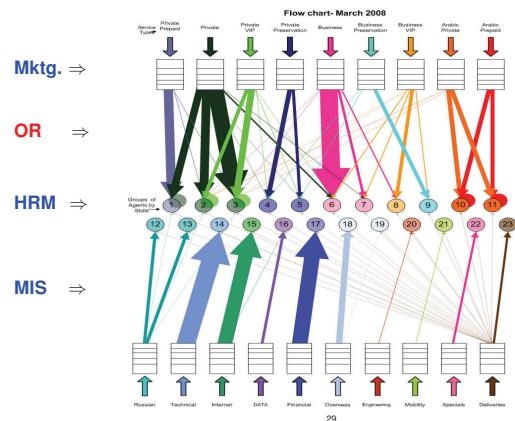 Flow chart- March 2008
Service Types
Private Prepaid
Private
Private VIP
Private Preservation
Business
Business Preservation
Business VIP
Arabic Private
Arabic Prepaid
Mktg. ⇒
OR ⇒
HRM ⇒
Groups of Agents by Skills
1 2 3 4 5 6 7 8 9 10 11
12 13 14 15 16 17 18 19 20 21 22 23
MIS ⇒
Russian Technical Internet DATA Financial Overseas Engineering Mobility Specials Deliveries
29